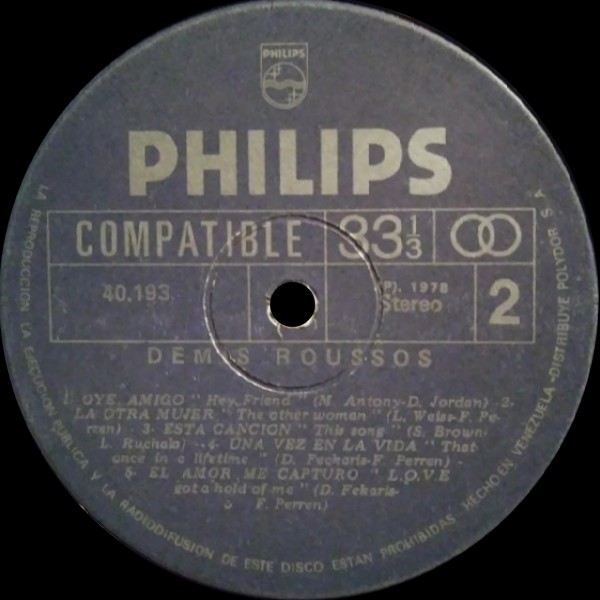 PHILIPS
PHILIPS
COMPATIBLE 33 1/3
40.193 (P). 1978
Stereo 2
DEMIS ROUSSOS
1. OYE AMIGO "Hey Friend" (M. Antony-D. Jordan) - 2-
LA OTRA MUJER "The other woman" (L. Weiss-F. Pe-
rren) - 3- ESTA CANCION "This song" (S. Brown-
L. Ruchala) - 4- UNA VEZ EN LA VIDA "That
once in a lifetime" (D. Feckaris-F. Perren) -
5- EL AMOR ME CAPTURO "L.O.V.E
got a hold of me" (D. Fekaris-
F. Perren)
LA REPRODUCCION LA EJECUCION PUBLICA Y LA RADIODIFUSION DE ESTE DISCO ESTAN PROHIBIDAS HECHO EN VENEZUELA - DISTRIBUYE POLYDOR S A